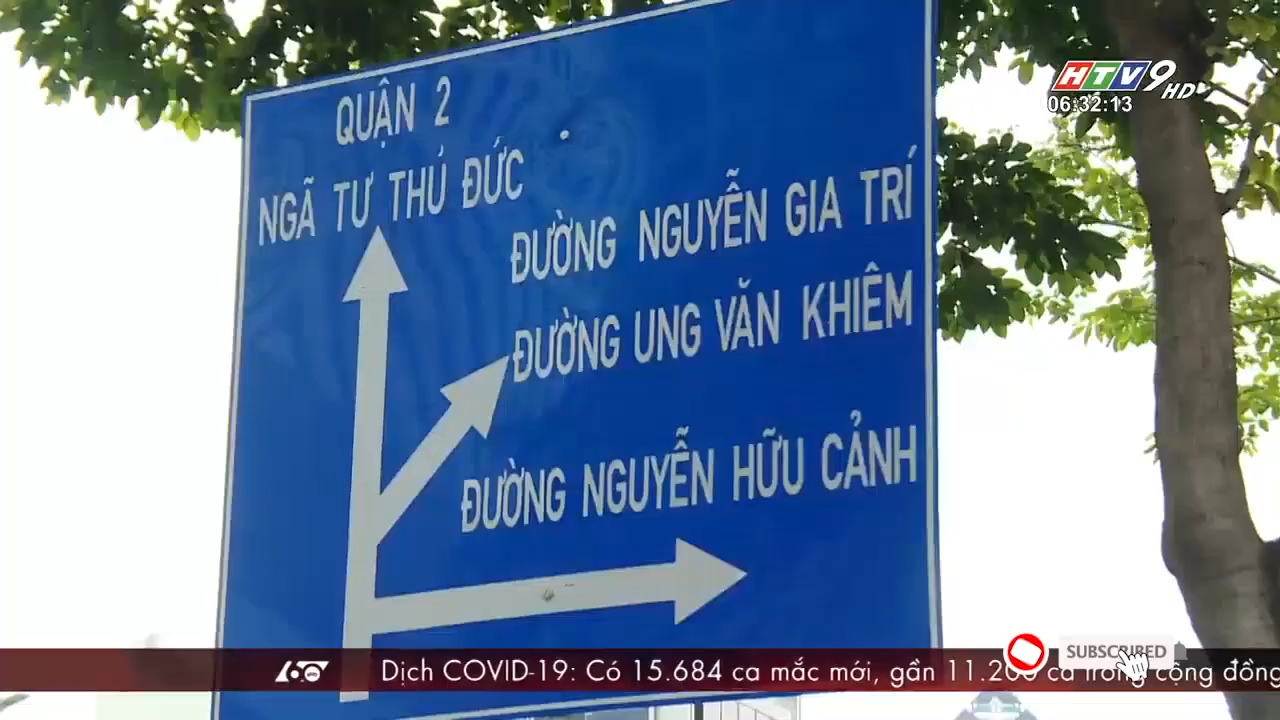 HTV9 HD
06:32:13
QUẬN 2
NGÃ TƯ THỦ ĐỨC
ĐƯỜNG NGUYỄN GIA TRÍ
ĐƯỜNG UNG VĂN KHIÊM
ĐƯỜNG NGUYỄN HỮU CẢNH
SUBSCRIBED
Dịch COVID-19: Có 15.684 ca mắc mới, gần 11.200 ca trong cộng đồng